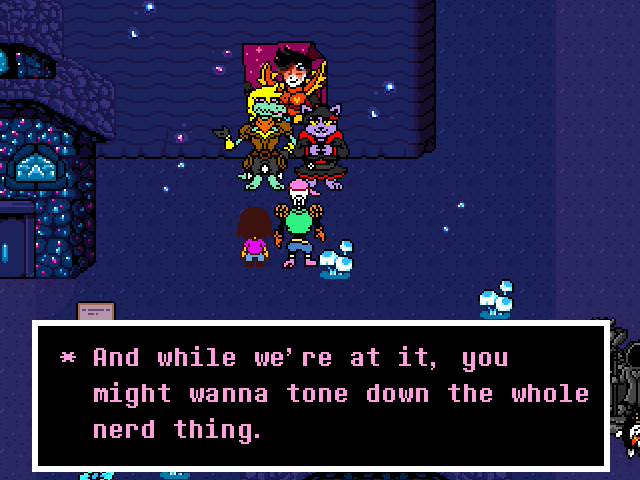 * And while we're at it, you
might wanna tone down the whole
nerd thing.